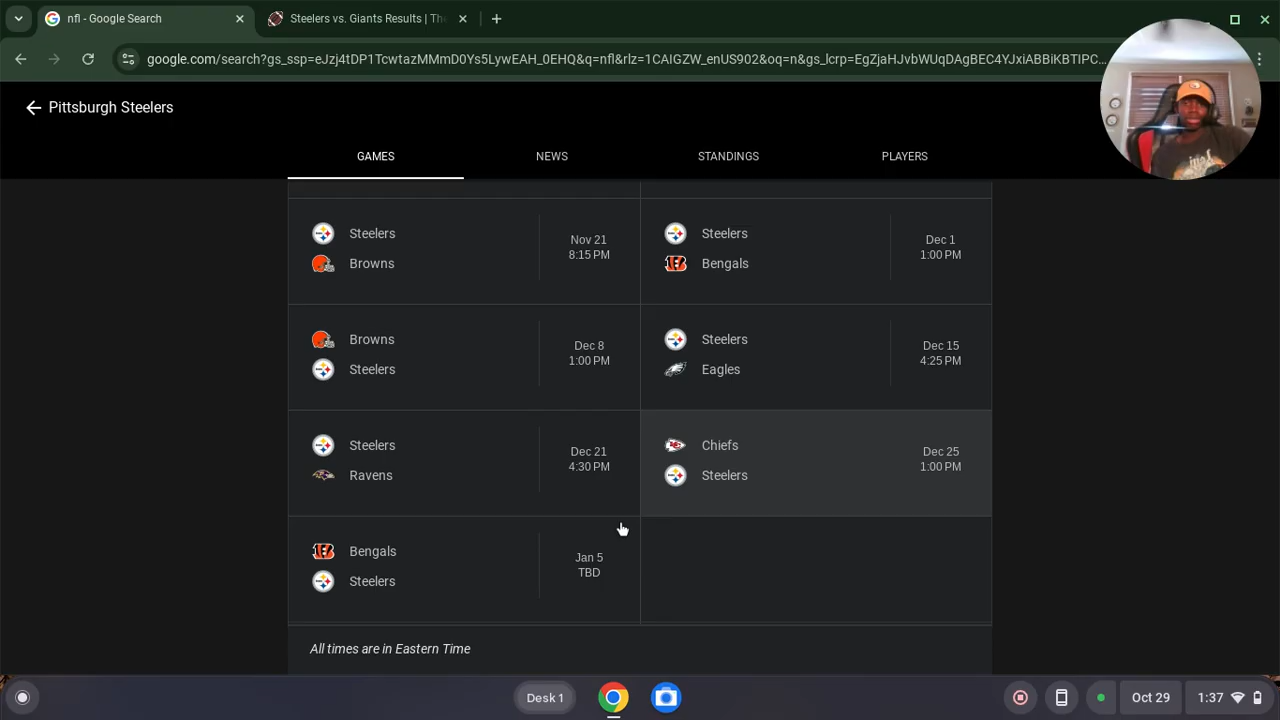 nfl - Google Search
Steelers vs. Giants Results | Th
google.com/search?gs_ssp=eJzj4tDP1TcwtazMMmD0Ys5LywEAH_0EHQ&q=nfl&rlz=1CAIGZW_enUS902&oq=n&gs_lcrp=EgZjaHJvbWUqDAgBEC4YJxiABBiKBTIPC...
Pittsburgh Steelers
GAMES
NEWS
STANDINGS
PLAYERS
Steelers
Browns
Nov 21
8:15 PM
Steelers
Bengals
Dec 1
1:00 PM
Browns
Steelers
Dec 8
1:00 PM
Steelers
Eagles
Dec 15
4:25 PM
Steelers
Ravens
Dec 21
4:30 PM
Chiefs
Steelers
Dec 25
1:00 PM
Bengals
Steelers
Jan 5
TBD
All times are in Eastern Time
Desk 1
Oct 29
1:37